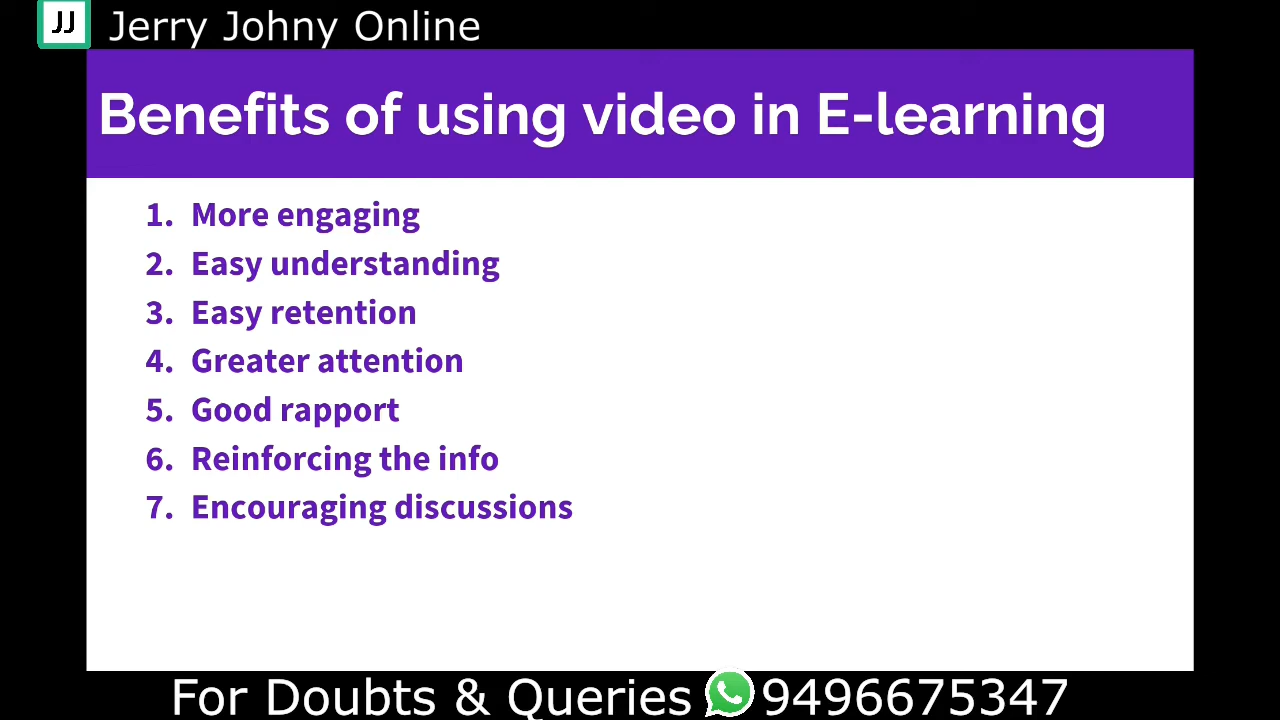 JJ Jerry Johny Online
Benefits of using video in E-learning
1. More engaging
2. Easy understanding
3. Easy retention
4. Greater attention
5. Good rapport
6. Reinforcing the info
7. Encouraging discussions
For Doubts & Queries 9496675347